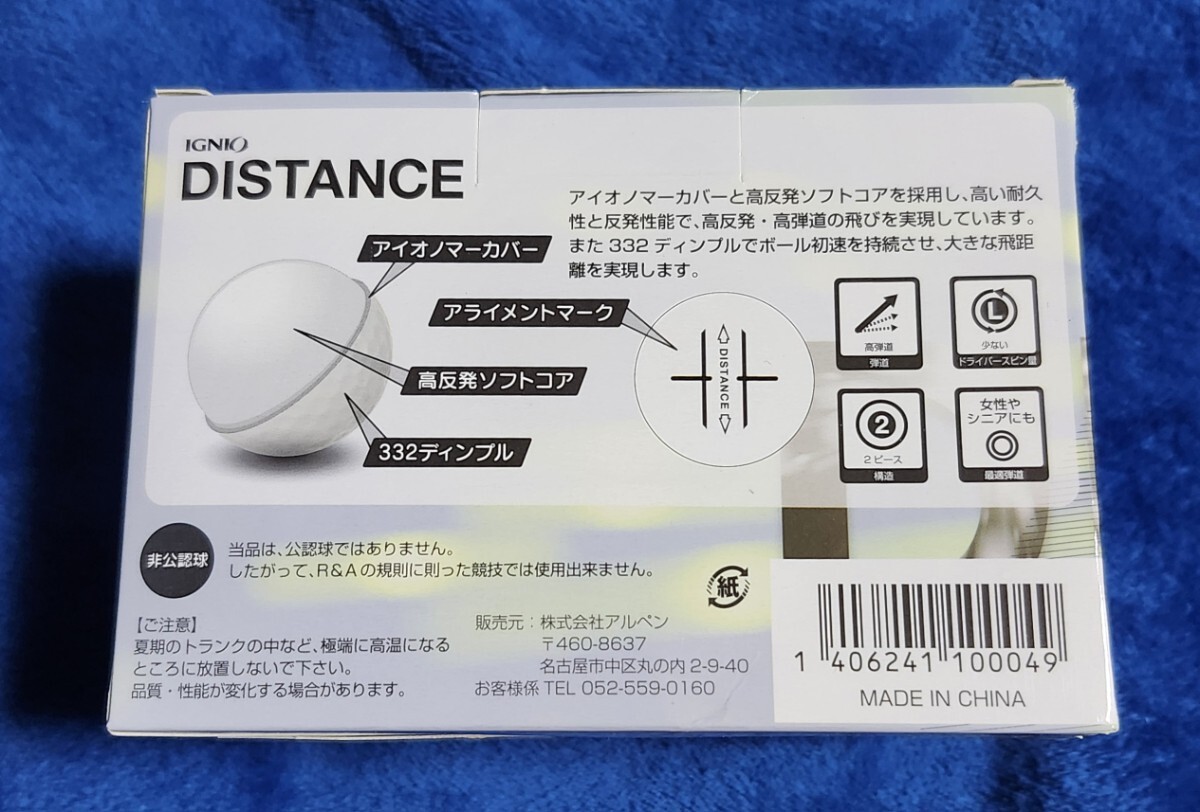 IGNIO
DISTANCE
アイオノマーカバーと高反発ソフトコアを採用し、高い耐久
性と反発性能で、高反発・高弾道の飛びを実現しています。
また 332 ディンプルでボール初速を持続させ、大きな飛距
離を実現します。
アイオノマーカバー
アライメントマーク
高反発ソフトコア
332ディンプル
DISTANCE
高弾道
弾道
L
少ない
ドライバースピン量
2
2ピース
構造
女性や
シニアにも
最適弾道
非公認球
当品は、公認球ではありません。
したがって、R&Aの規則に則った競技では使用出来ません。
紙
【ご注意】
夏期のトランクの中など、極端に高温になる
ところに放置しないで下さい。
品質・性能が変化する場合があります。
販売元：株式会社アルペン
〒460-8637
名古屋市中区丸の内 2-9-40
お客様係 TEL 052-559-0160
1 406241 100049
MADE IN CHINA